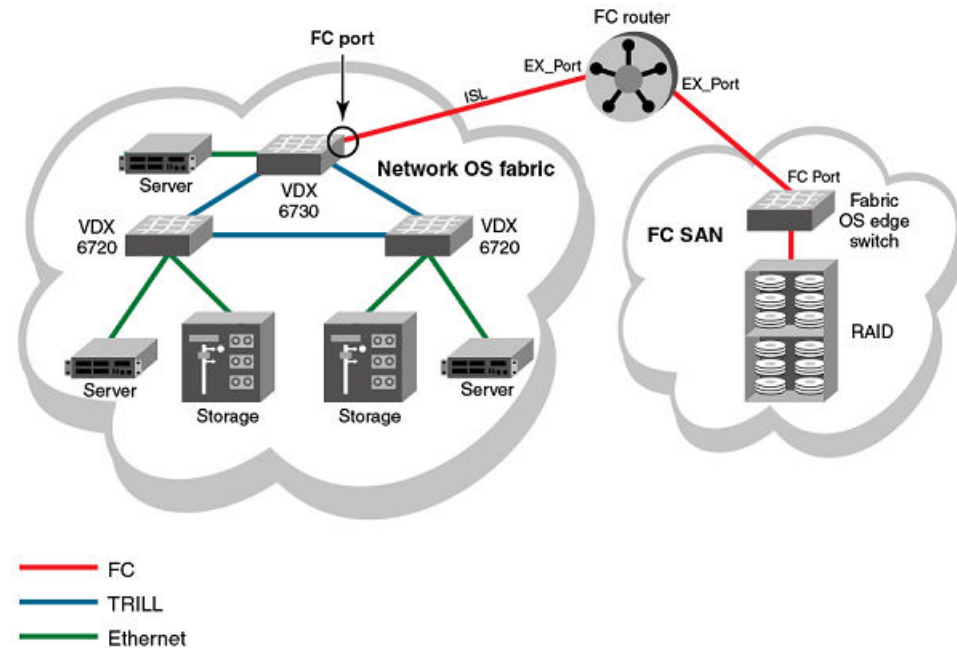 FC router
FC port
EX_Port
EX_Port
ISL
Server
VDX
6730
Network OS fabric
FC Port
Fabric
OS edge
switch
VDX
6720
VDX
6720
FC SAN
RAID
Server
Storage
Storage
Server
FC
TRILL
Ethernet